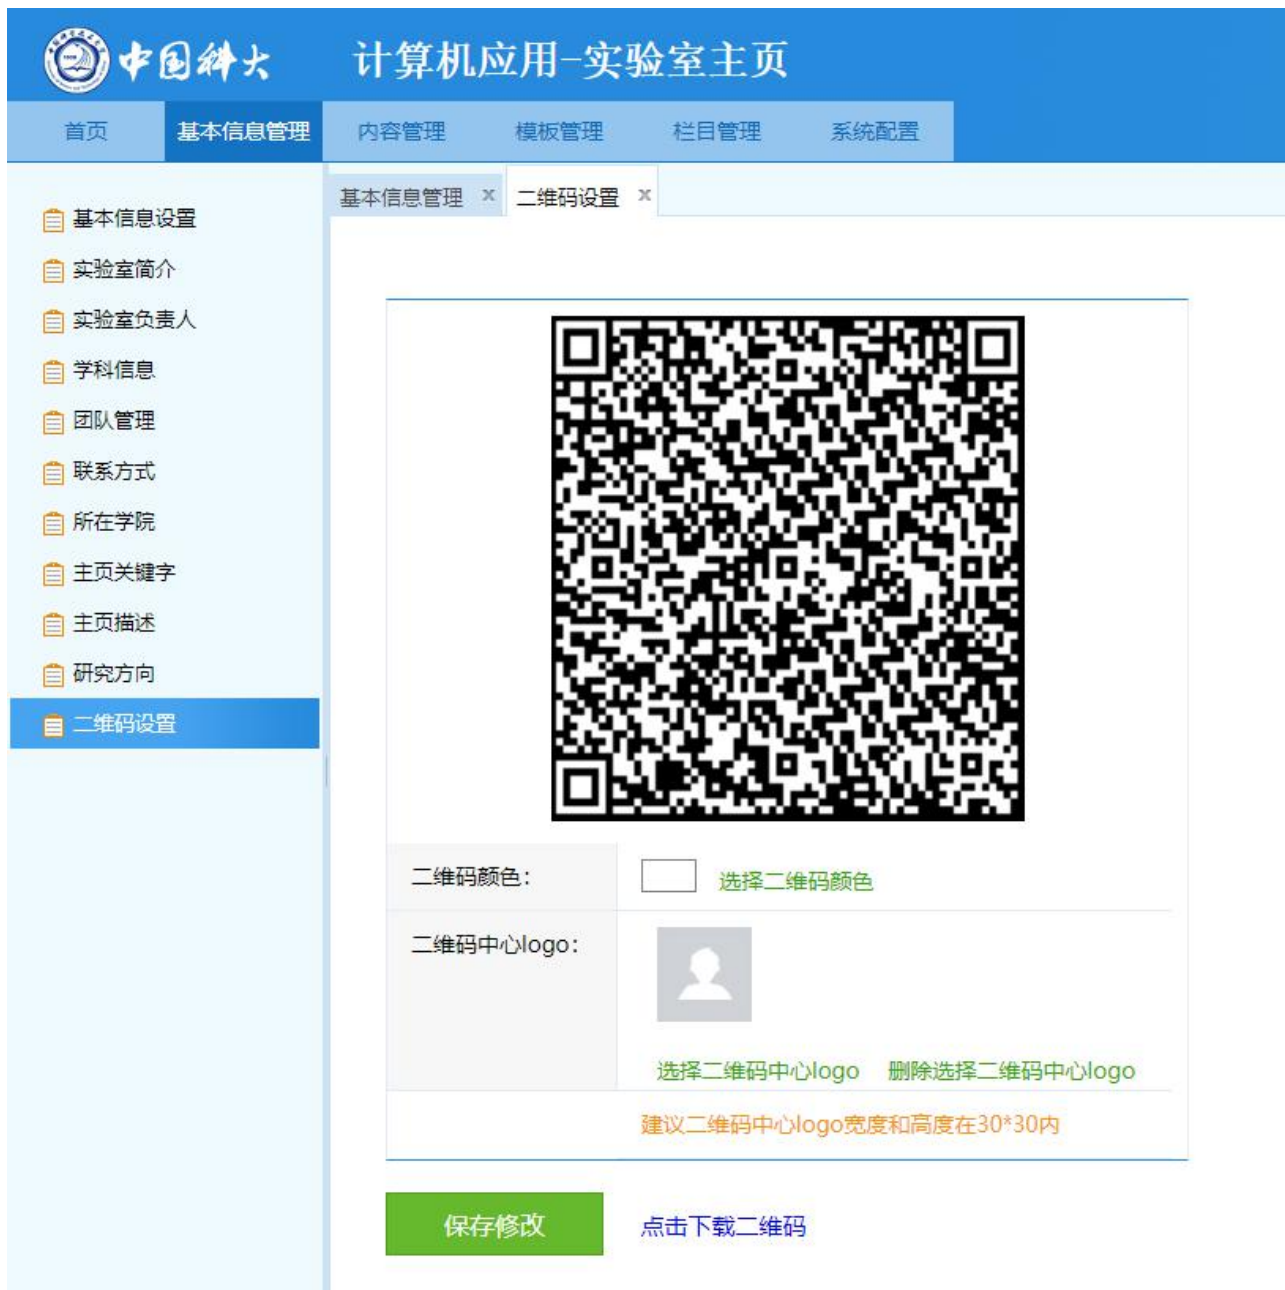 中国科大 计算机应用-实验室主页
首页 基本信息管理 内容管理 模板管理 栏目管理 系统配置
基本信息管理 x 二维码设置 x
基本信息设置
实验室简介
实验室负责人
学科信息
团队管理
联系方式
所在学院
主页关键字
主页描述
研究方向
二维码设置
二维码颜色： 选择二维码颜色
二维码中心logo：
选择二维码中心logo 删除选择二维码中心logo
建议二维码中心logo宽度和高度在30*30内
保存修改 点击下载二维码